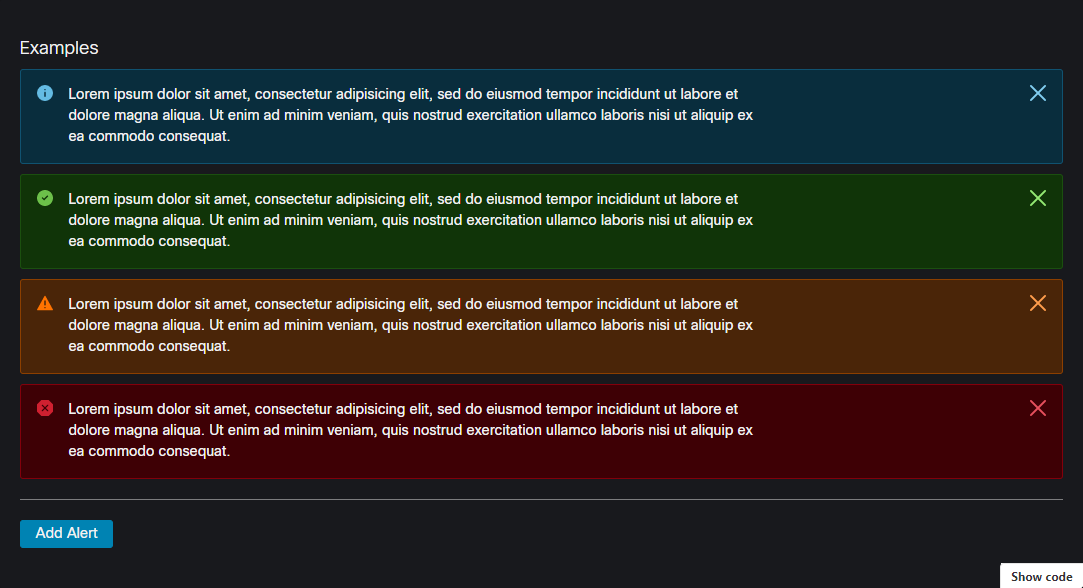 Examples
Lorem ipsum dolor sit amet, consectetur adipisicing elit, sed do eiusmod tempor incididunt ut labore et
dolore magna aliqua. Ut enim ad minim veniam, quis nostrud exercitation ullamco laboris nisi ut aliquip ex
ea commodo consequat.
Lorem ipsum dolor sit amet, consectetur adipisicing elit, sed do eiusmod tempor incididunt ut labore et
dolore magna aliqua. Ut enim ad minim veniam, quis nostrud exercitation ullamco laboris nisi ut aliquip ex
ea commodo consequat.
Lorem ipsum dolor sit amet, consectetur adipisicing elit, sed do eiusmod tempor incididunt ut labore et
dolore magna aliqua. Ut enim ad minim veniam, quis nostrud exercitation ullamco laboris nisi ut aliquip ex
ea commodo consequat.
Lorem ipsum dolor sit amet, consectetur adipisicing elit, sed do eiusmod tempor incididunt ut labore et
dolore magna aliqua. Ut enim ad minim veniam, quis nostrud exercitation ullamco laboris nisi ut aliquip ex
ea commodo consequat.
Add Alert
Show code